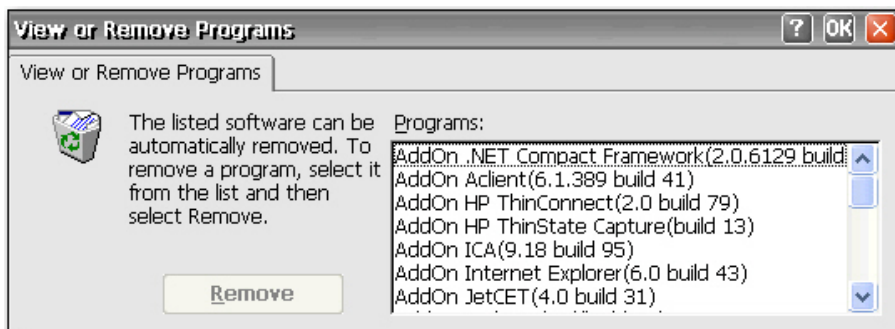 View or Remove Programs
? OK X
View or Remove Programs
The listed software can be
automatically removed. To
remove a program, select it
from the list and then
select Remove.
Remove
Programs:
AddOn .NET Compact Framework(2.0.6129 build
AddOn Aclient(6.1.389 build 41)
AddOn HP ThinConnect(2.0 build 79)
AddOn HP ThinState Capture(build 13)
AddOn ICA(9.18 build 95)
AddOn Internet Explorer(6.0 build 43)
AddOn JetCET(4.0 build 31)